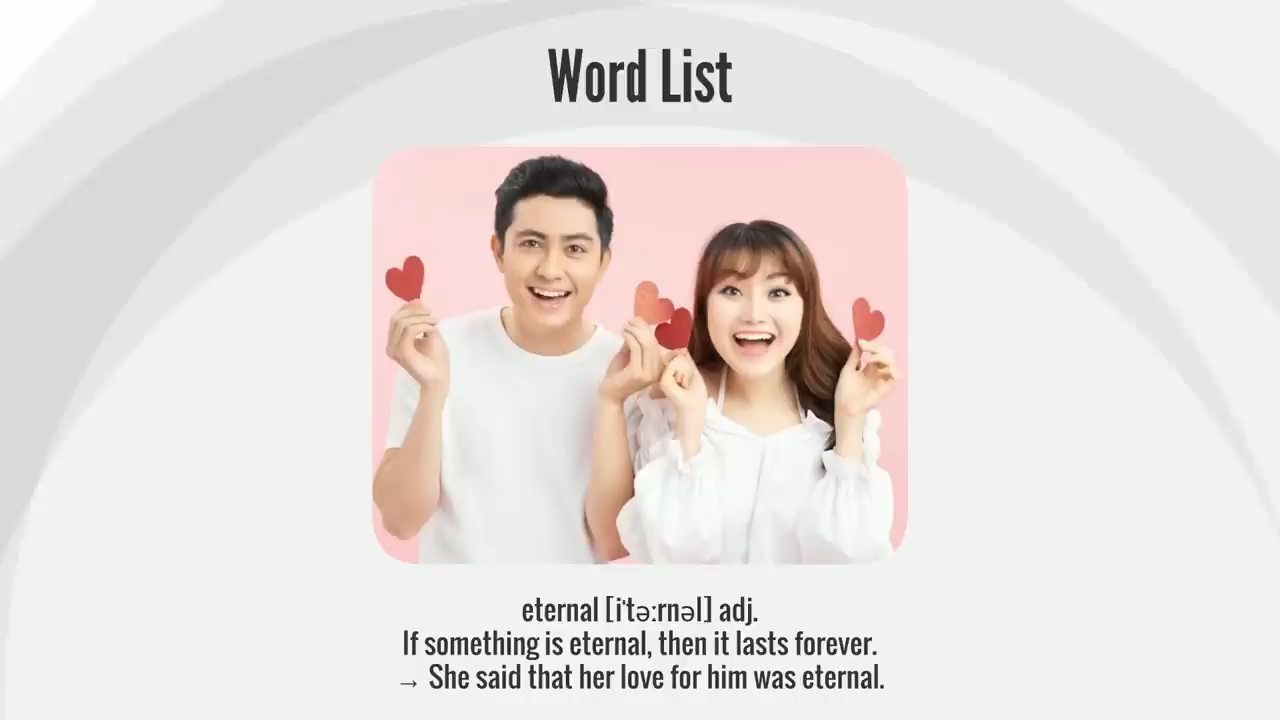 Word List
eternal [iˈtəːrnəl] adj.
If something is eternal, then it lasts forever.
→ She said that her love for him was eternal.